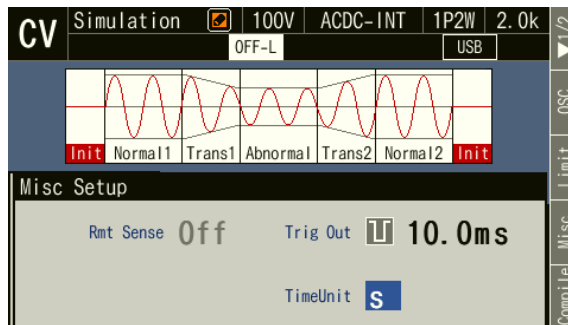 CV Simulation 100V ACDC-INT 1P2W 2.0k
OFF-L USB
▼1/2
OSC
Limit
Misc
Compile
Init Normal1 Trans1 Abnormal Trans2 Normal2 Init
Misc Setup
Rmt Sense Off Trig Out 10.0ms
TimeUnit s